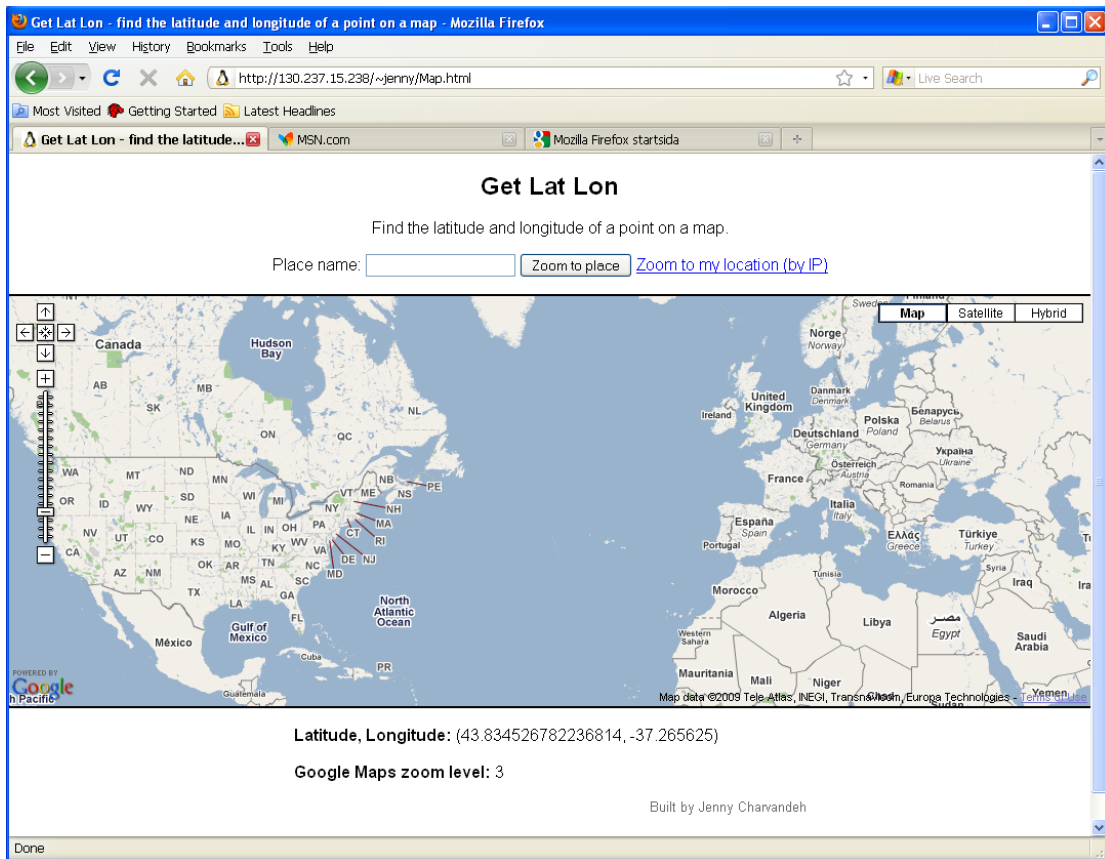 Get Lat Lon - find the latitude and longitude of a point on a map - Mozilla Firefox
File Edit View History Bookmarks Tools Help
http://130.237.15.238/~jenny/Map.html
Live Search
Most Visited Getting Started Latest Headlines
Get Lat Lon - find the latitude... MSN.com Mozilla Firefox startsida
Get Lat Lon
Find the latitude and longitude of a point on a map.
Place name: Zoom to place Zoom to my location (by IP)
Map Satellite Hybrid
Canada
Hudson Bay
AB
SK
MB
ON
QC
NL
NB
PE
NS
WA
MT
ND
MN
OR
ID
WY
SD
WI
MI
VT
ME
NH
NY
MA
RI
CT
NV
UT
CO
NE
IA
IL
IN
OH
PA
NJ
DE
MD
CA
KS
MO
KY
WV
VA
AZ
NM
OK
AR
TN
NC
SC
TX
MS
AL
GA
LA
FL
Gulf of Mexico
México
Cuba
PR
Guatemala
North Atlantic Ocean
Norge
Norway
Danmark
Denmark
United Kingdom
Ireland
Polska
Poland
Беларусь
Belarus
Deutschland
Germany
Україна
Ukraine
Österreich
Austria
France
Romania
Italia
Italy
España
Spain
Portugal
Ελλάς
Greece
Türkiye
Turkey
Tunisia
Syria
Iraq
Morocco
Algeria
Libya
مصر
Egypt
Saudi Arabia
Western Sahara
Mauritania
Mali
Niger
Yemen
POWERED BY
Google
h Pacific
Map data ©2009 Tele Atlas, INEGI, Transnavicom, Europa Technologies - Terms of Use
Latitude, Longitude: (43.834526782236814, -37.265625)
Google Maps zoom level: 3
Built by Jenny Charvandeh
Done